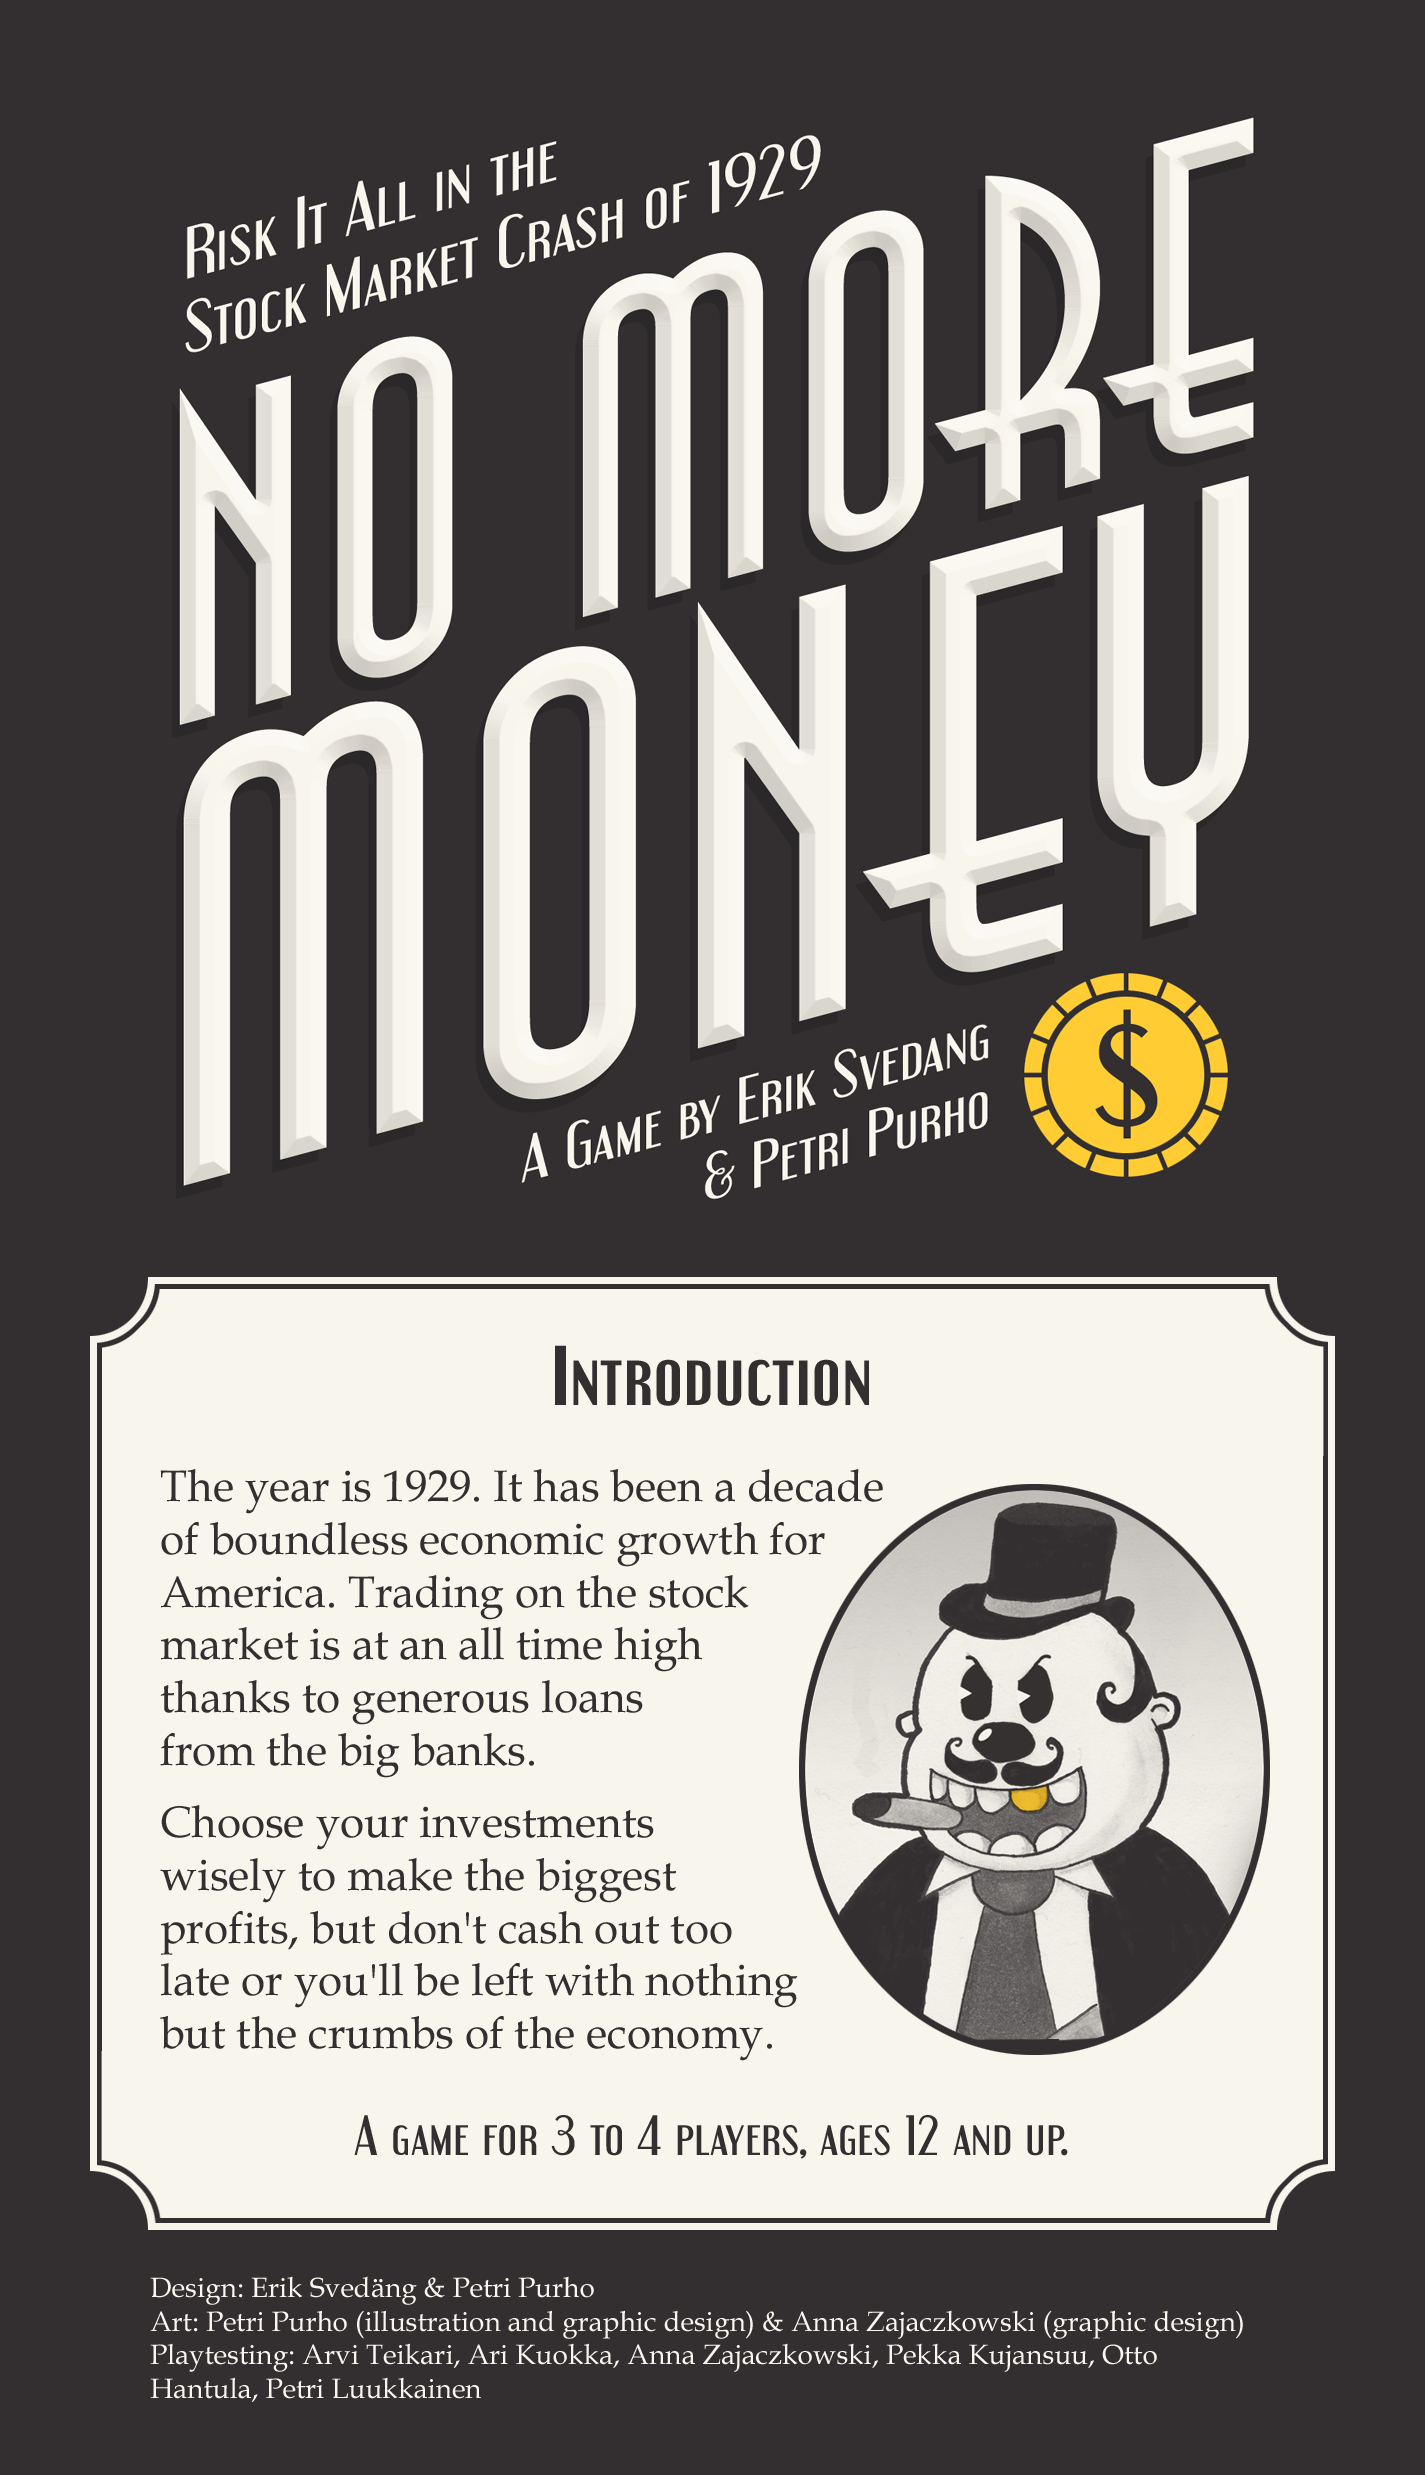 Risk It All in the
Stock Market Crash of 1929
NO MORE
MONEY
A Game by Erik Svedang
& Petri Purho
$
Introduction
The year is 1929. It has been a decade
of boundless economic growth for
America. Trading on the stock
market is at an all time high
thanks to generous loans
from the big banks.
Choose your investments
wisely to make the biggest
profits, but don't cash out too
late or you'll be left with nothing
but the crumbs of the economy.
A game for 3 to 4 players, ages 12 and up.
Design: Erik Svedäng & Petri Purho
Art: Petri Purho (illustration and graphic design) & Anna Zajaczkowski (graphic design)
Playtesting: Arvi Teikari, Ari Kuokka, Anna Zajaczkowski, Pekka Kujansuu, Otto
Hantula, Petri Luukkainen